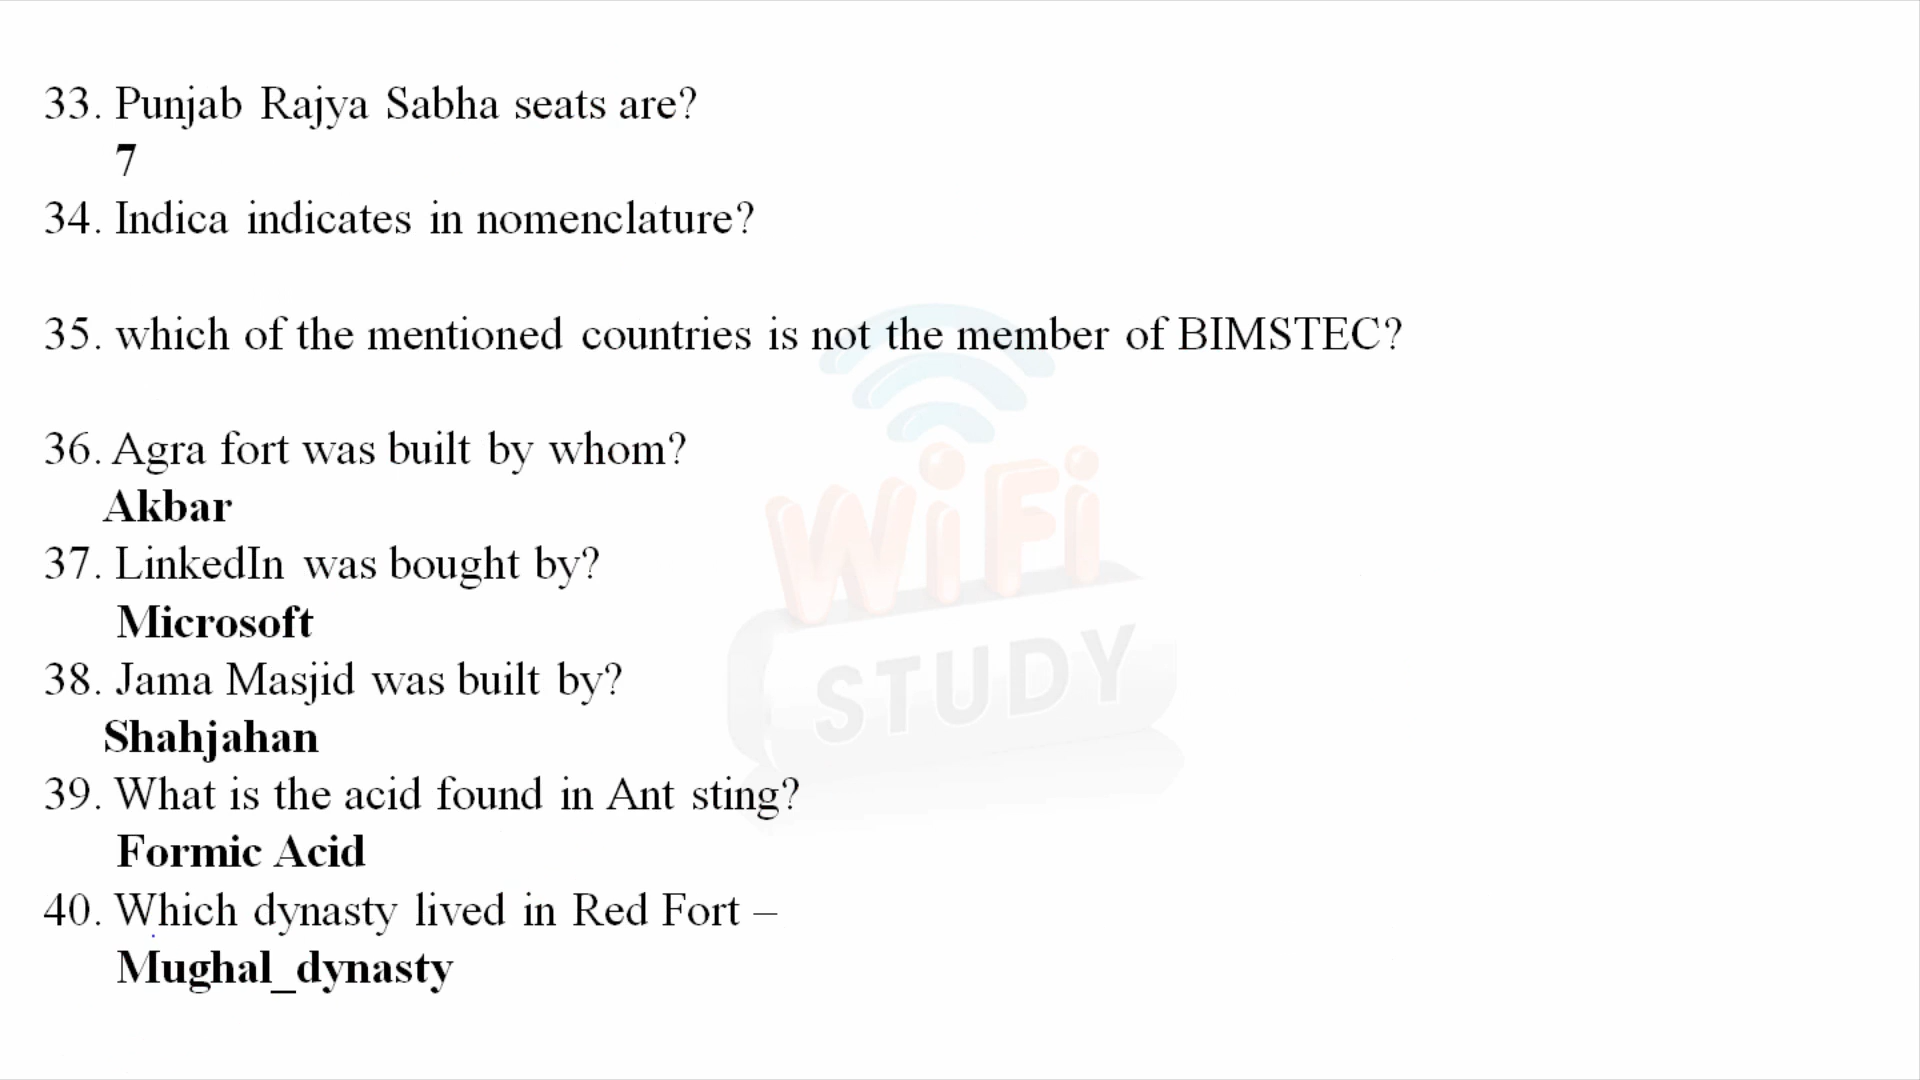 33. Punjab Rajya Sabha seats are?
7
34. Indica indicates in nomenclature?
35. which of the mentioned countries is not the member of BIMSTEC?
36. Agra fort was built by whom?
Akbar
37. LinkedIn was bought by?
Microsoft
38. Jama Masjid was built by?
Shahjahan
39. What is the acid found in Ant sting?
Formic Acid
40. Which dynasty lived in Red Fort –
Mughal_dynasty
WiFi
STUDY